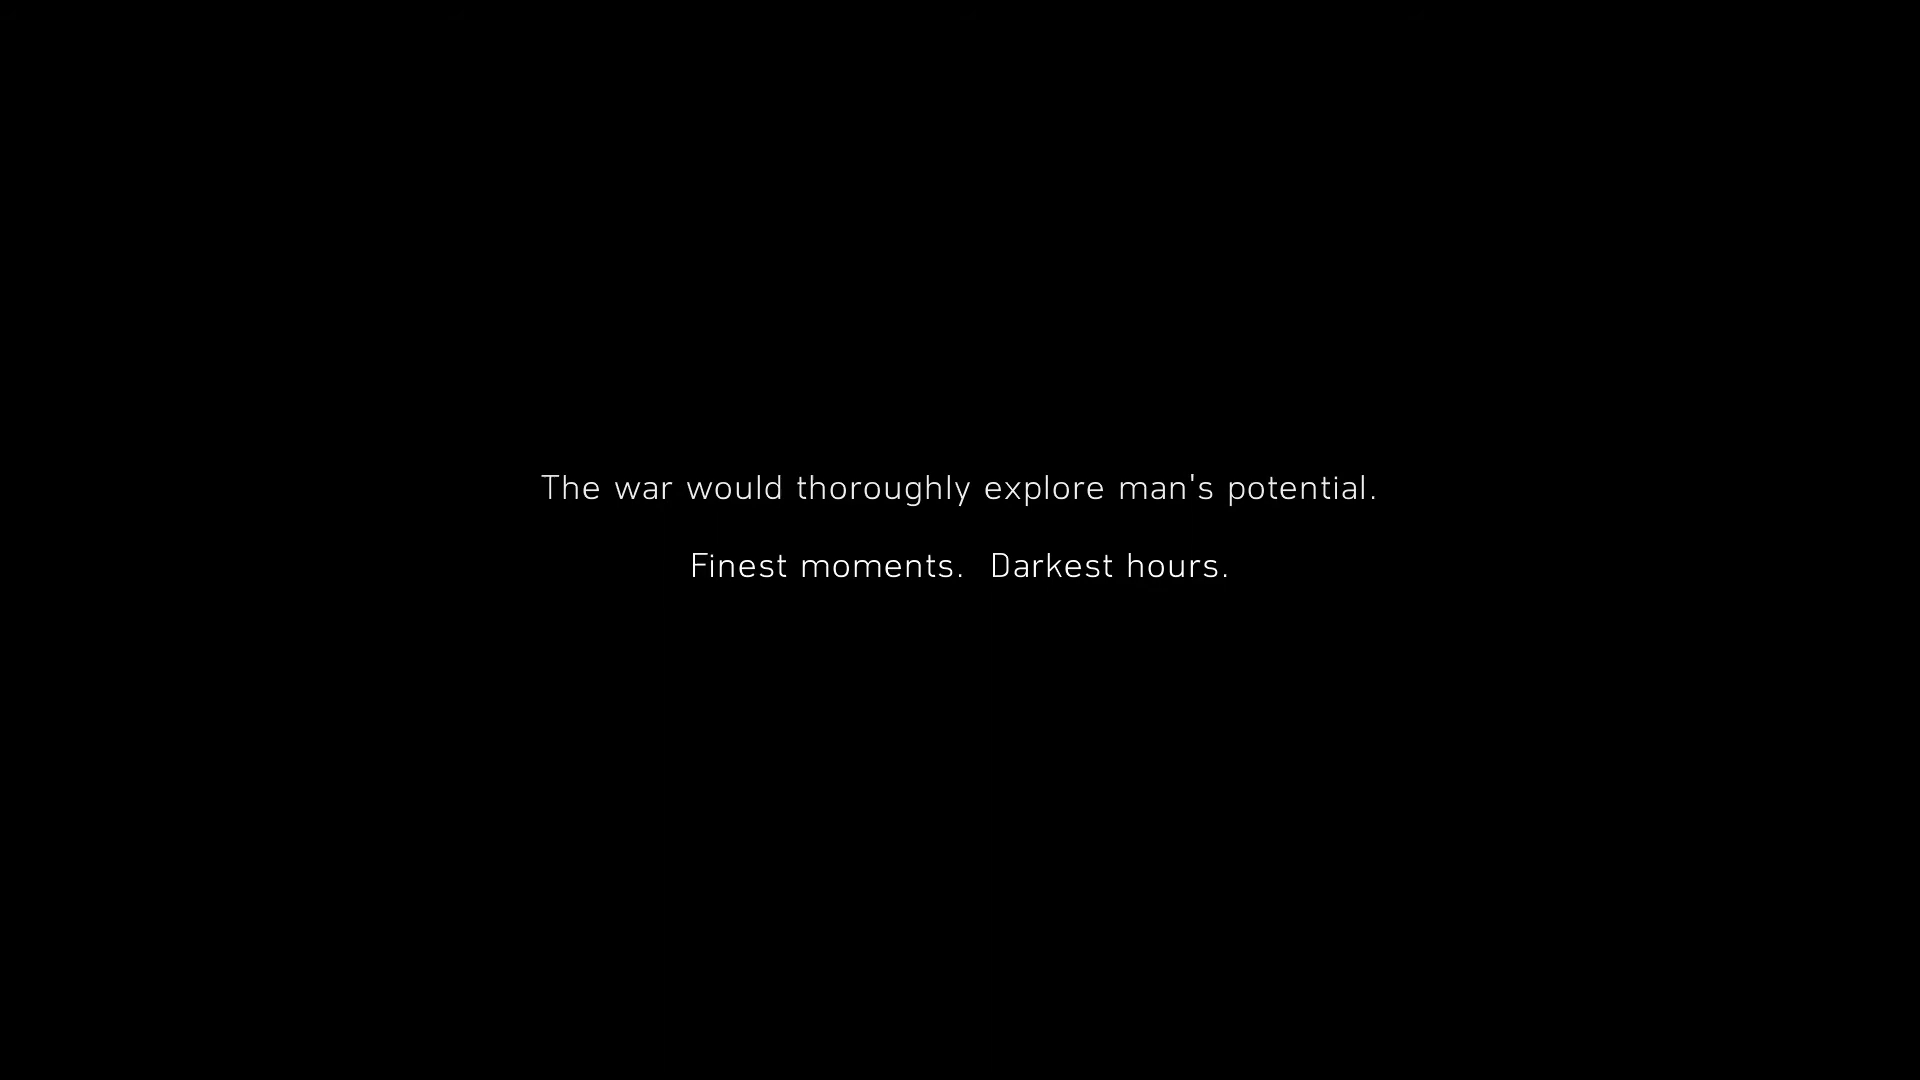 The war would thoroughly explore man's potential.
Finest moments.  Darkest hours.